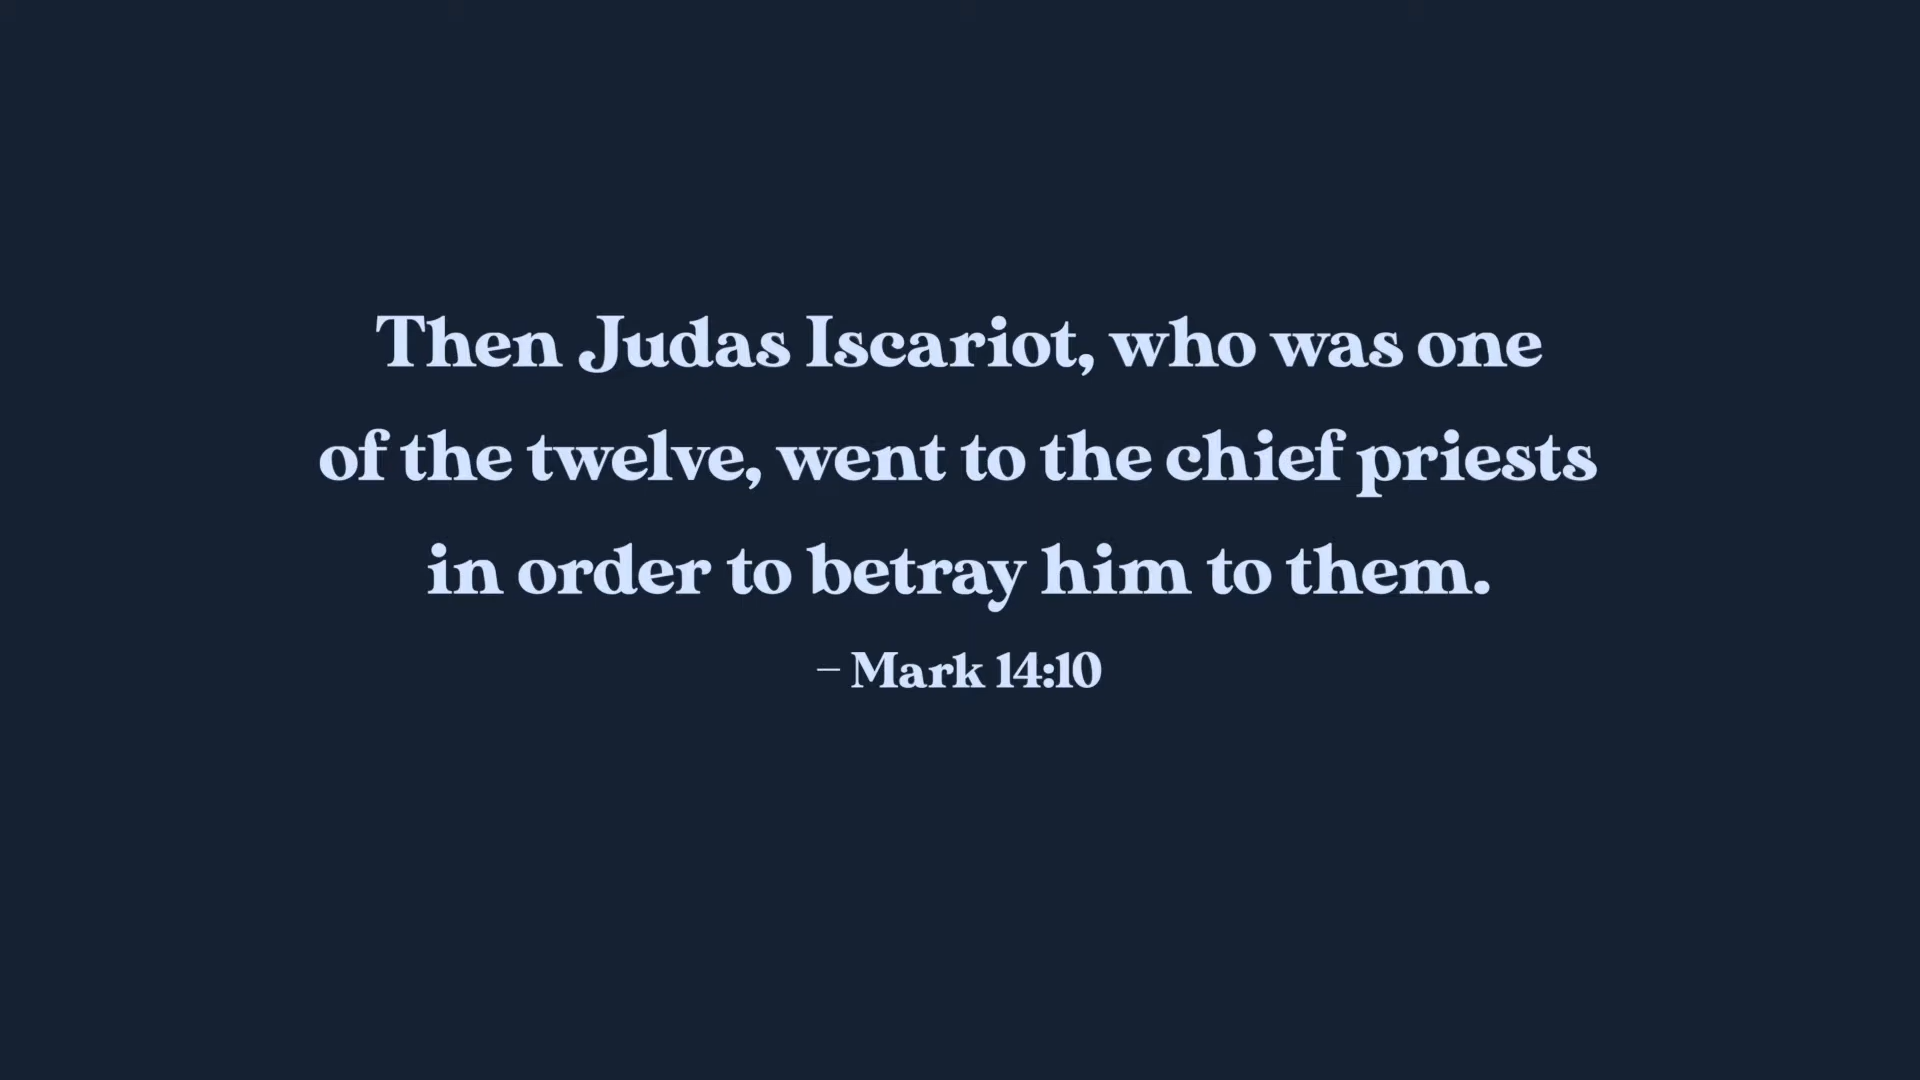 Then Judas Iscariot, who was one
of the twelve, went to the chief priests
in order to betray him to them.
– Mark 14:10